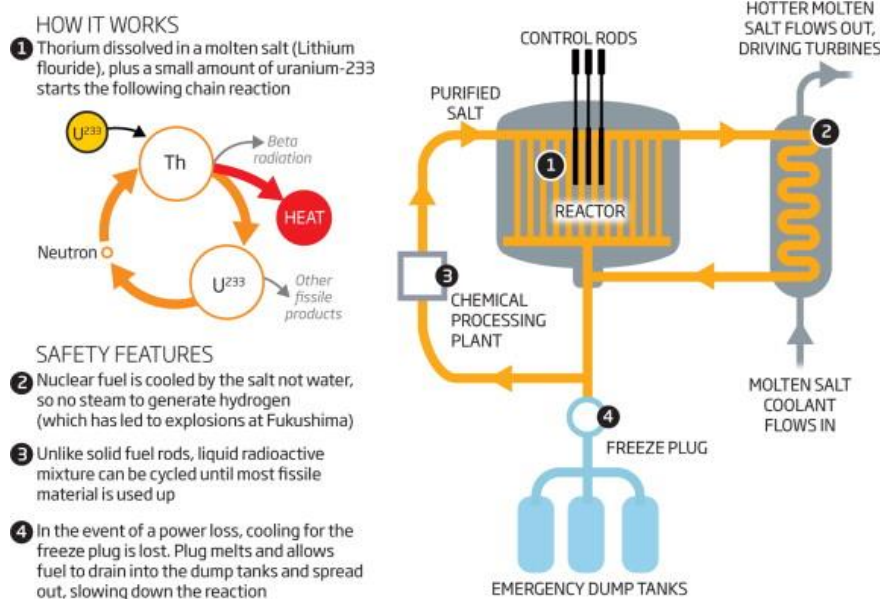 HOW IT WORKS
1 Thorium dissolved in a molten salt (Lithium
flouride), plus a small amount of uranium-233
starts the following chain reaction
U233
Th
Beta
radiation
HEAT
Neutron
U233
Other
fissile
products
SAFETY FEATURES
2 Nuclear fuel is cooled by the salt not water,
so no steam to generate hydrogen
(which has led to explosions at Fukushima)
3 Unlike solid fuel rods, liquid radioactive
mixture can be cycled until most fissile
material is used up
4 In the event of a power loss, cooling for the
freeze plug is lost. Plug melts and allows
fuel to drain into the dump tanks and spread
out, slowing down the reaction
CONTROL RODS
PURIFIED
SALT
1
REACTOR
HOTTER MOLTEN
SALT FLOWS OUT,
DRIVING TURBINES
2
3
CHEMICAL
PROCESSING
PLANT
MOLTEN SALT
COOLANT
FLOWS IN
4
FREEZE PLUG
EMERGENCY DUMP TANKS